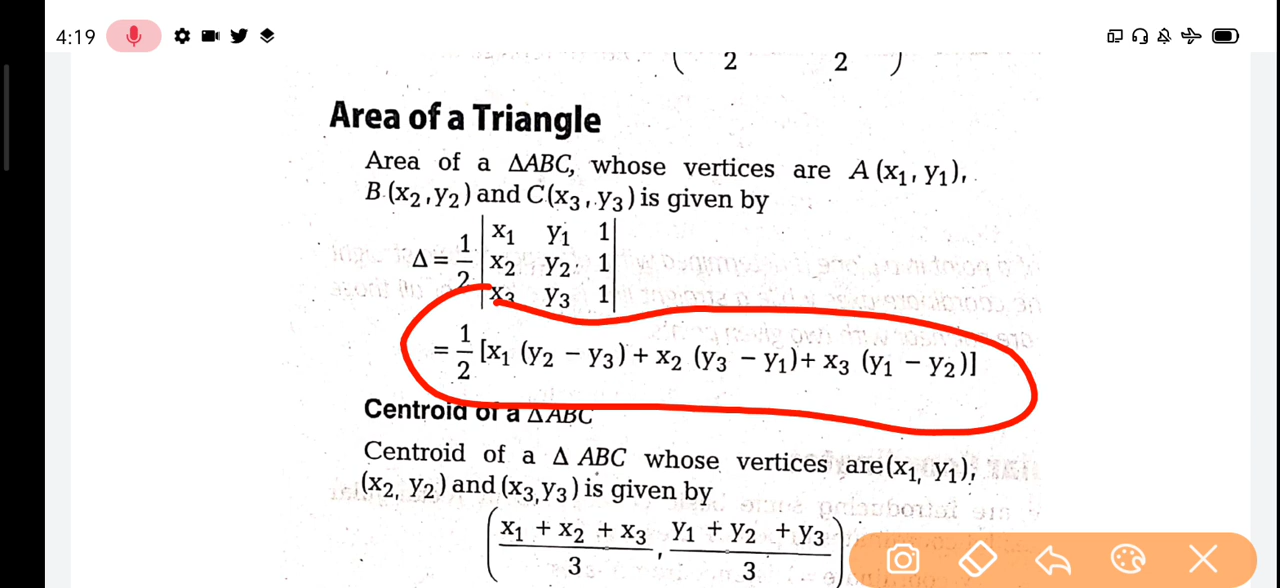 4:19
2 2
Area of a Triangle
Area of a ΔABC, whose vertices are A (x₁, y₁),
B (x₂, y₂) and C (x₃, y₃) is given by
Δ = 1/2 | x₁ y₁ 1 |
| x₂ y₂ 1 |
| x₃ y₃ 1 |
= 1/2 [x₁ (y₂ − y₃) + x₂ (y₃ − y₁) + x₃ (y₁ − y₂)]
Centroid of a ΔABC
Centroid of a Δ ABC whose vertices are (x₁, y₁),
(x₂, y₂) and (x₃, y₃) is given by
( (x₁ + x₂ + x₃)/3 , (y₁ + y₂ + y₃)/3 )